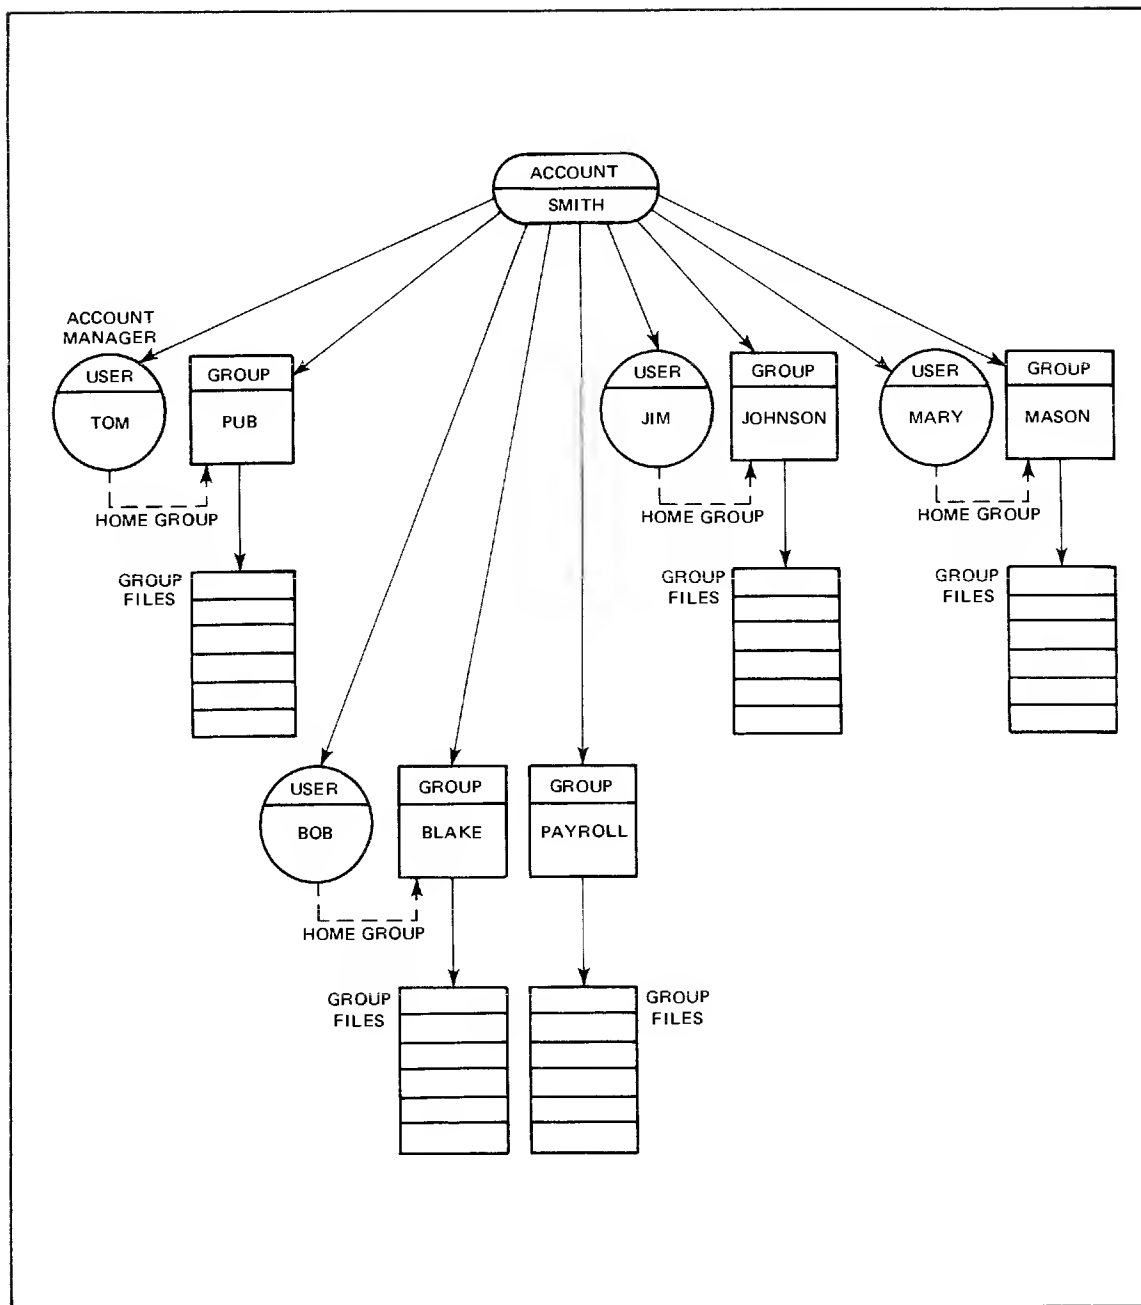 ACCOUNT
SMITH
ACCOUNT
MANAGER
USER
TOM
GROUP
PUB
HOME GROUP
GROUP
FILES
USER
JIM
GROUP
JOHNSON
HOME GROUP
GROUP
FILES
USER
MARY
GROUP
MASON
HOME GROUP
GROUP
FILES
USER
BOB
GROUP
BLAKE
HOME GROUP
GROUP
FILES
GROUP
PAYROLL
GROUP
FILES